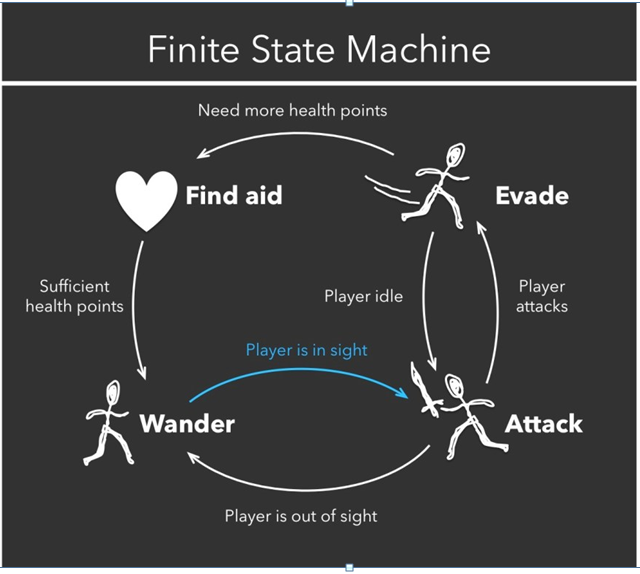 Finite State Machine
Need more health points
Find aid
Evade
Sufficient
health points
Player idle
Player
attacks
Player is in sight
Wander
Attack
Player is out of sight